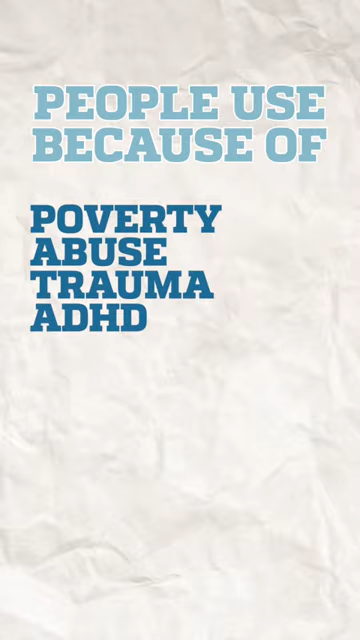 PEOPLE USE
BECAUSE OF
POVERTY
ABUSE
TRAUMA
ADHD